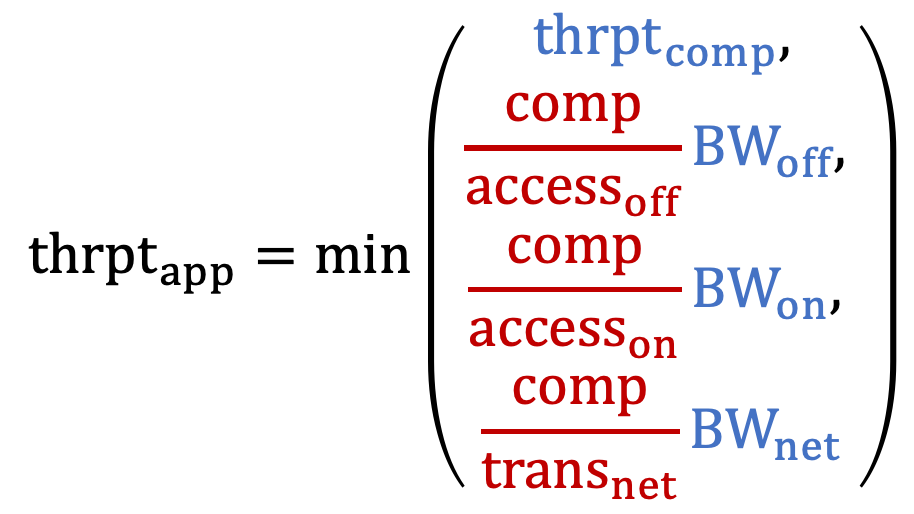 thrpt_comp,
comp
BW_off,
access_off
comp
thrpt_app = min
BW_on,
access_on
comp
BW_net
trans_net